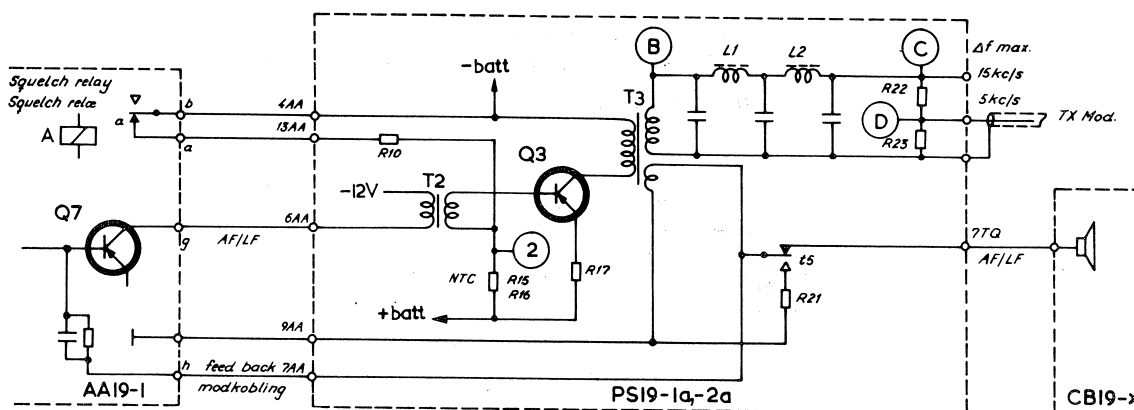 Squelch relay
Squelch relæ
A
a
b
a
4AA
13AA
R10
-batt
B
L1
L2
C
Δf max.
15kc/s
R22
5kc/s
D
R23
TX Mod.
T3
Q3
-12V
T2
Q7
g
AF/LF
6AA
2
NTC
R15
R16
R17
+batt
t5
R21
7TQ
AF/LF
9AA
h
feed back
modkobling
7AA
AA19-1
PS19-1a,-2a
CB19-